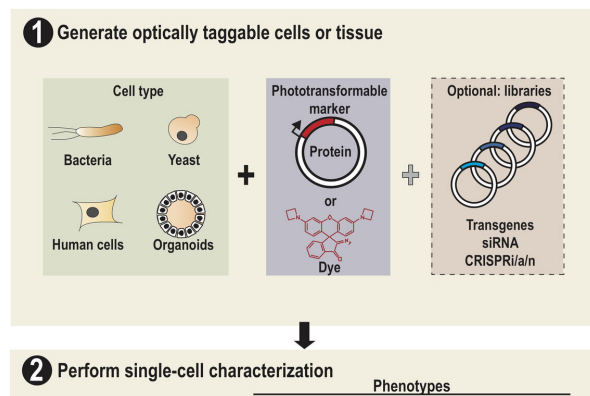 1 Generate optically taggable cells or tissue
Cell type
Bacteria
Yeast
Human cells
Organoids
+
Phototransformable
marker
Protein
or
N
O
N
N
O
Dye
+
Optional: libraries
Transgenes
siRNA
CRISPRi/a/n
2 Perform single-cell characterization
Phenotypes